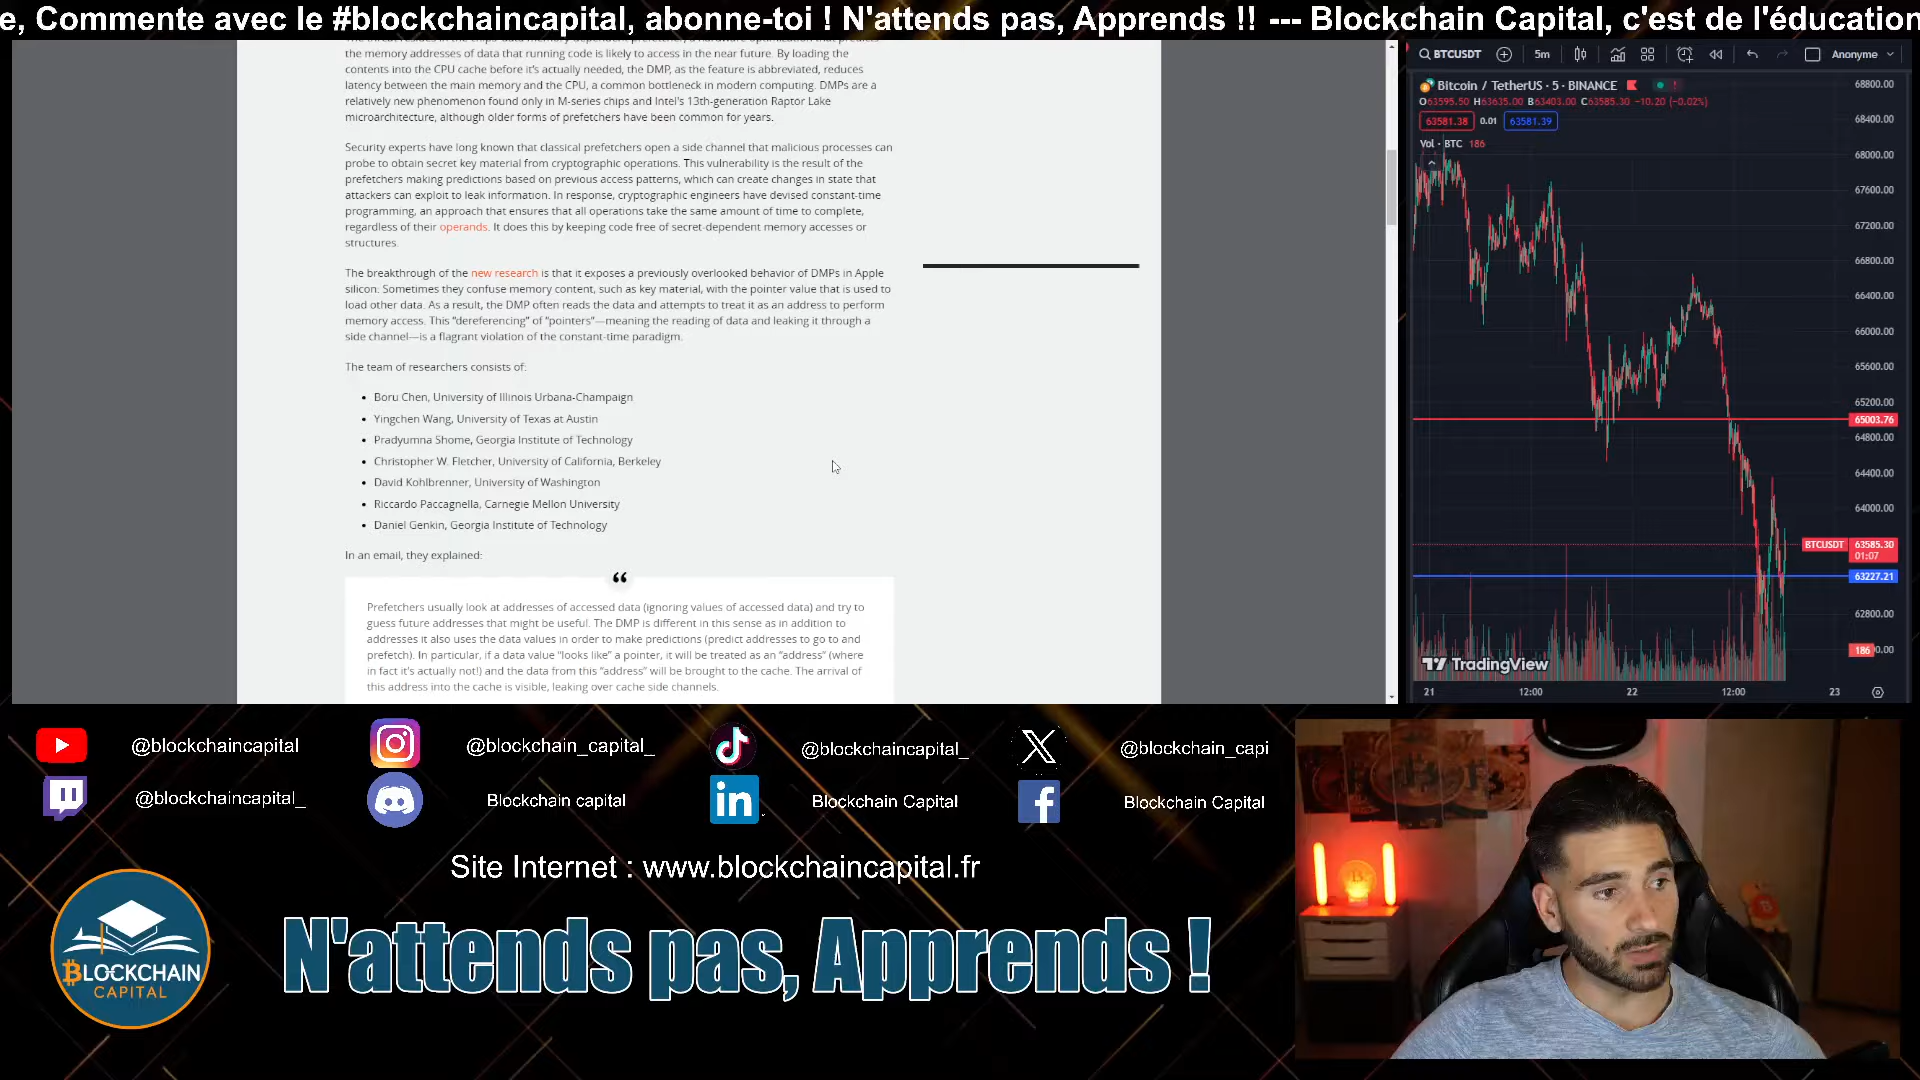 e, Commente avec le #blockchaincapital, abonne-toi ! N'attends pas, Apprends !! --- Blockchain Capital, c'est de l'éducation
the memory addresses of data that running code is likely to access in the near future. By loading the
contents into the CPU cache before it's actually needed, the DMP, as the feature is abbreviated, reduces
latency between the main memory and the CPU, a common bottleneck in modern computing. DMPs are a
relatively new phenomenon found only in M-series chips and Intel's 13th-generation Raptor Lake
microarchitecture, although older forms of prefetchers have been common for years.
Security experts have long known that classical prefetchers open a side channel that malicious processes can
probe to obtain secret key material from cryptographic operations. This vulnerability is the result of the
prefetchers making predictions based on previous access patterns, which can create changes in state that
attackers can exploit to leak information. In response, cryptographic engineers have devised constant-time
programming, an approach that ensures that all operations take the same amount of time to complete,
regardless of their operands. It does this by keeping code free of secret-dependent memory accesses or
structures.
The breakthrough of the new research is that it exposes a previously overlooked behavior of DMPs in Apple
silicon: Sometimes they confuse memory content, such as key material, with the pointer value that is used to
load other data. As a result, the DMP often reads the data and attempts to treat it as an address to perform
memory access. This "dereferencing" of "pointers"—meaning the reading of data and leaking it through a
side channel—is a flagrant violation of the constant-time paradigm.
The team of researchers consists of:
• Boru Chen, University of Illinois Urbana-Champaign
• Yingchen Wang, University of Texas at Austin
• Pradyumna Shome, Georgia Institute of Technology
• Christopher W. Fletcher, University of California, Berkeley
• David Kohlbrenner, University of Washington
• Riccardo Paccagnella, Carnegie Mellon University
• Daniel Genkin, Georgia Institute of Technology
In an email, they explained:
“
Prefetchers usually look at addresses of accessed data (ignoring values of accessed data) and try to
guess future addresses that might be useful. The DMP is different in this sense as in addition to
addresses it also uses the data values in order to make predictions (predict addresses to go to and
prefetch). In particular, if a data value "looks like" a pointer, it will be treated as an "address" (where
in fact it's actually not!) and the data from this "address" will be brought to the cache. The arrival of
this address into the cache is visible, leaking over cache side channels.
BTCUSDT 5m Anonyme
Bitcoin / TetherUS · 5 · BINANCE
O63595.50 H63635.00 B63403.00 C63585.30 −10.20 (−0.02%)
63581.38 0.01 63581.39
Vol · BTC 186
68800.00
68400.00
68000.00
67600.00
67200.00
66800.00
66400.00
66000.00
65600.00
65200.00
65003.76
64800.00
64400.00
64000.00
BTCUSDT 63585.30
01:07
63227.21
62800.00
186
TradingView
21 12:00 22 12:00 23
@blockchaincapital @blockchain_capital_ @blockchaincapital_ @blockchain_capi
@blockchaincapital_ Blockchain capital Blockchain Capital Blockchain Capital
Site Internet : www.blockchaincapital.fr
BLOCKCHAIN
CAPITAL
N'attends pas, Apprends !